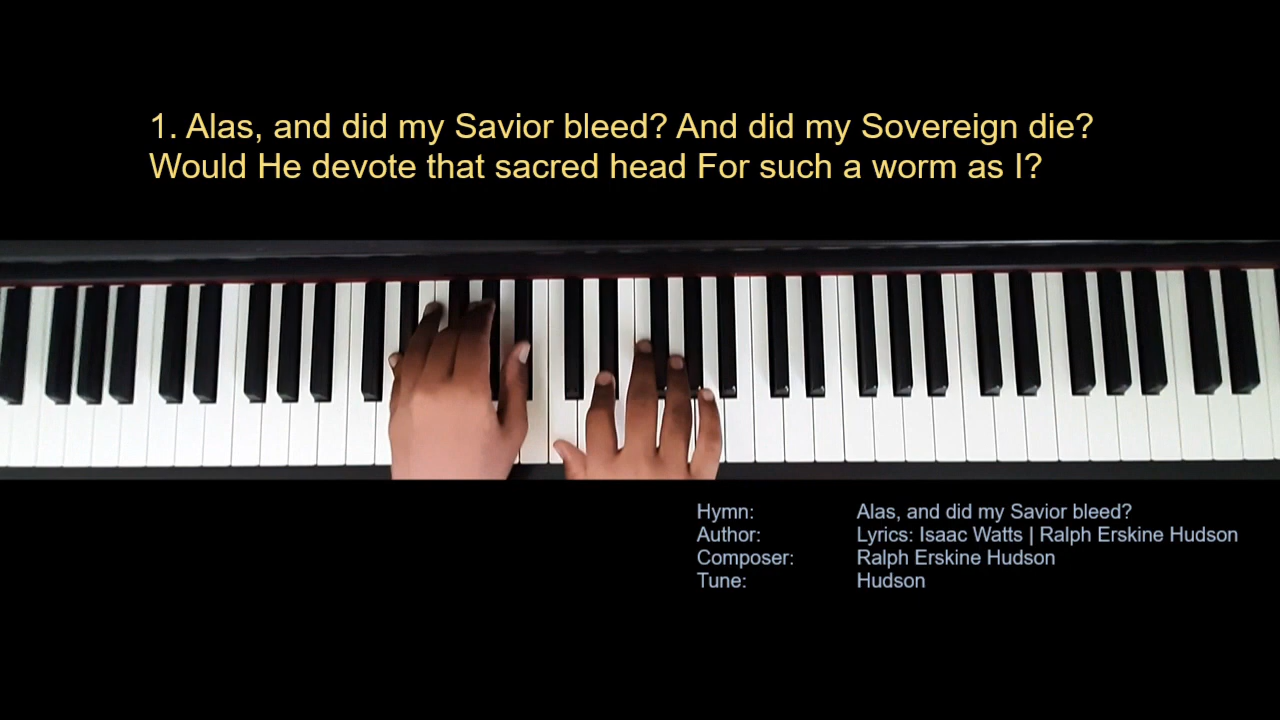 1. Alas, and did my Savior bleed? And did my Sovereign die?
Would He devote that sacred head For such a worm as I?
Hymn: Alas, and did my Savior bleed?
Author: Lyrics: Isaac Watts | Ralph Erskine Hudson
Composer: Ralph Erskine Hudson
Tune: Hudson